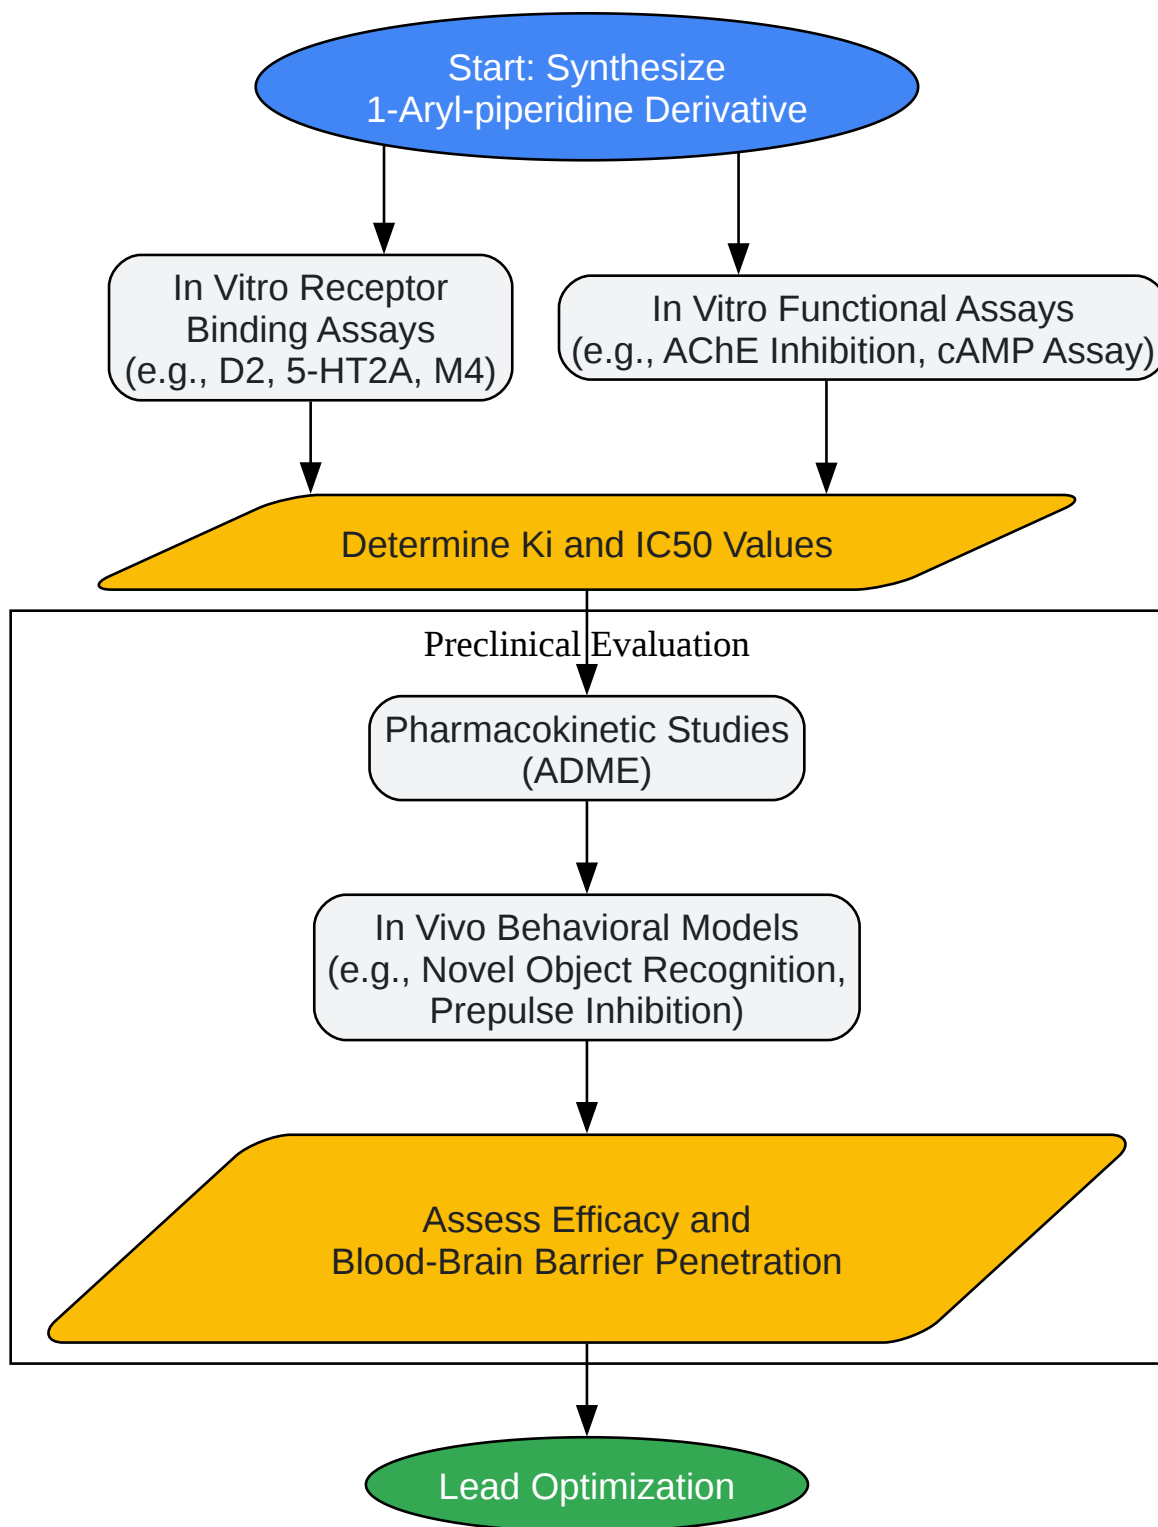 Start: Synthesize
1-Aryl-piperidine Derivative
In Vitro Receptor
Binding Assays
(e.g., D2, 5-HT2A, M4)
In Vitro Functional Assays
(e.g., AChE Inhibition, cAMP Assay)
Determine Ki and IC50 Values
Preclinical Evaluation
Pharmacokinetic Studies
(ADME)
In Vivo Behavioral Models
(e.g., Novel Object Recognition,
Prepulse Inhibition)
Assess Efficacy and
Blood-Brain Barrier Penetration
Lead Optimization